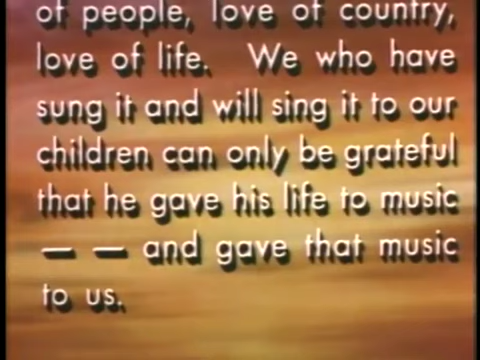 of people, love of country,
love of life. We who have
sung it and will sing it to our
children can only be grateful
that he gave his life to music
— — and gave that music
to us.